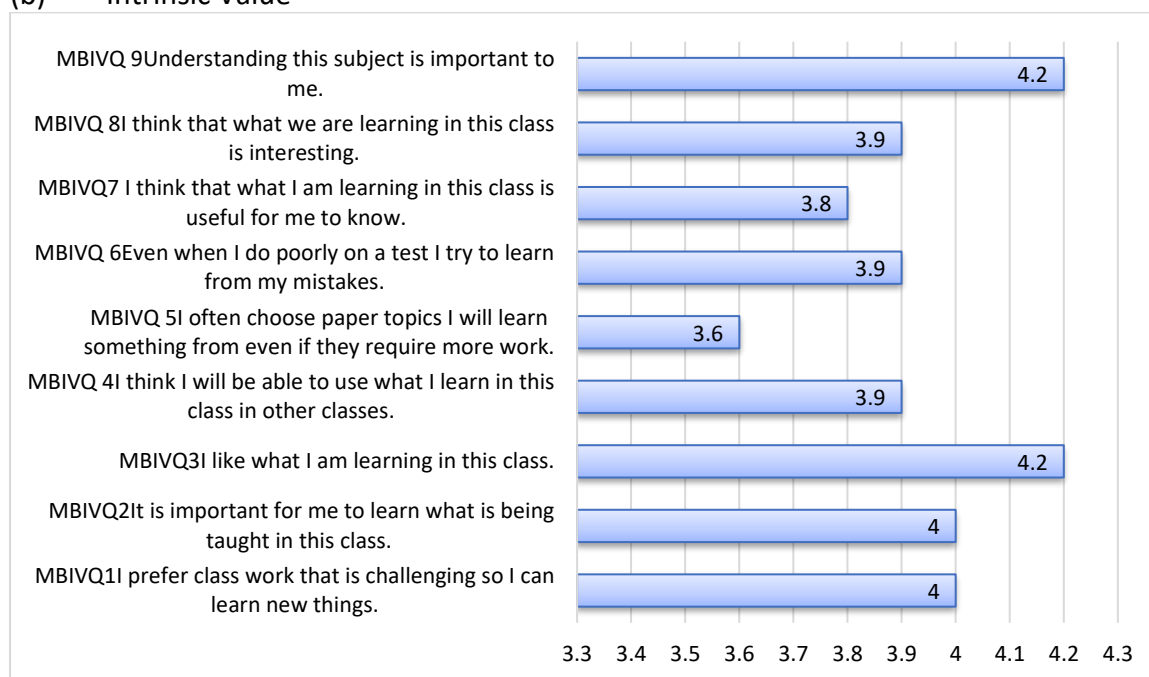 (b) Intrinsic Value
MBIVQ 9Understanding this subject is important to
me.
4.2
MBIVQ 8I think that what we are learning in this class
is interesting.
3.9
MBIVQ7 I think that what I am learning in this class is
useful for me to know.
3.8
MBIVQ 6Even when I do poorly on a test I try to learn
from my mistakes.
3.9
MBIVQ 5I often choose paper topics I will learn
something from even if they require more work.
3.6
MBIVQ 4I think I will be able to use what I learn in this
class in other classes.
3.9
MBIVQ3I like what I am learning in this class.
4.2
MBIVQ2It is important for me to learn what is being
taught in this class.
4
MBIVQ1I prefer class work that is challenging so I can
learn new things.
4
3.3 3.4 3.5 3.6 3.7 3.8 3.9 4 4.1 4.2 4.3